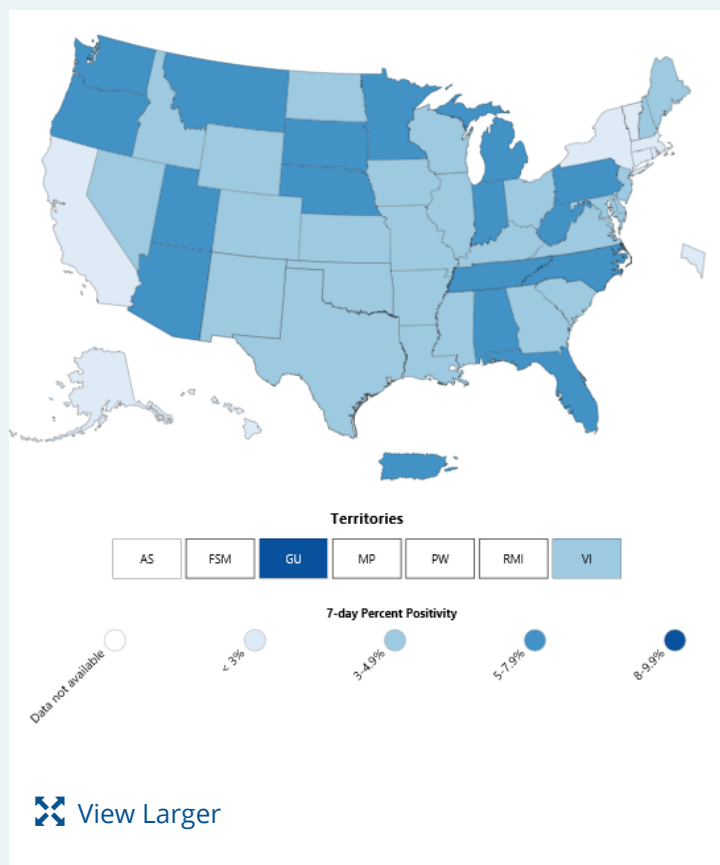 Territories
AS FSM GU MP PW RMI VI
7-day Percent Positivity
Data not available < 3% 3-4.9% 5-7.9% 8-9.9%
View Larger